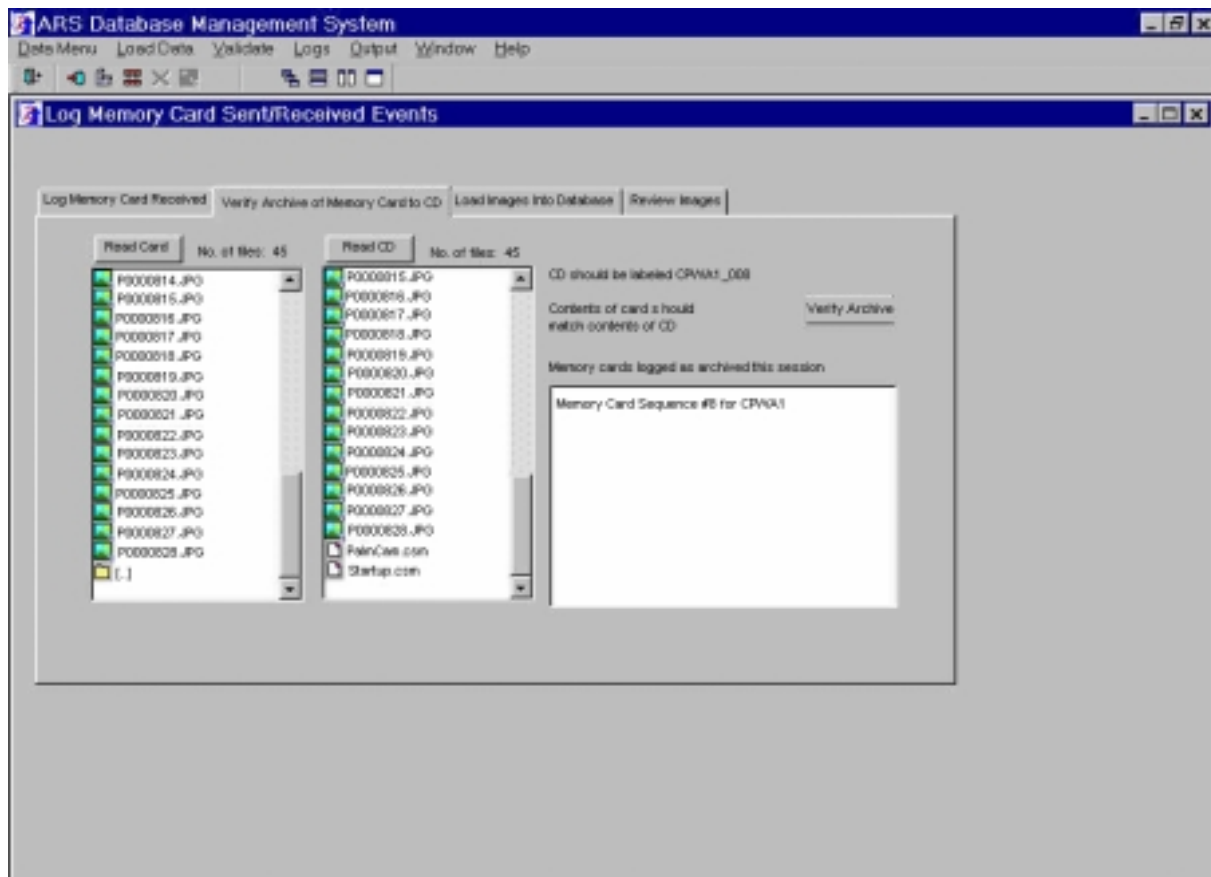 ARS Database Management System
Data Menu Load Data Validate Logs Output Window Help
Log Memory Card Sent/Received Events
Log Memory Card Received Verify Archive of Memory Card to CD Load Images Into Database Review Images
Read Card No. of files: 45 Read CD No. of files: 45
P0000814.JPG
P0000815.JPG
P0000816.JPG
P0000817.JPG
P0000818.JPG
P0000819.JPG
P0000820.JPG
P0000821.JPG
P0000822.JPG
P0000823.JPG
P0000824.JPG
P0000825.JPG
P0000826.JPG
P0000827.JPG
P0000828.JPG
[..]
P0000815.JPG
P0000816.JPG
P0000817.JPG
P0000818.JPG
P0000819.JPG
P0000820.JPG
P0000821.JPG
P0000822.JPG
P0000823.JPG
P0000824.JPG
P0000825.JPG
P0000826.JPG
P0000827.JPG
P0000828.JPG
PalmCam.csm
Startup.csm
CD should be labeled CPWA1_008
Contents of card s hould
match contents of CD
Verify Archive
Memory cards logged as archived this session
Memory Card Sequence #8 for CPWA1